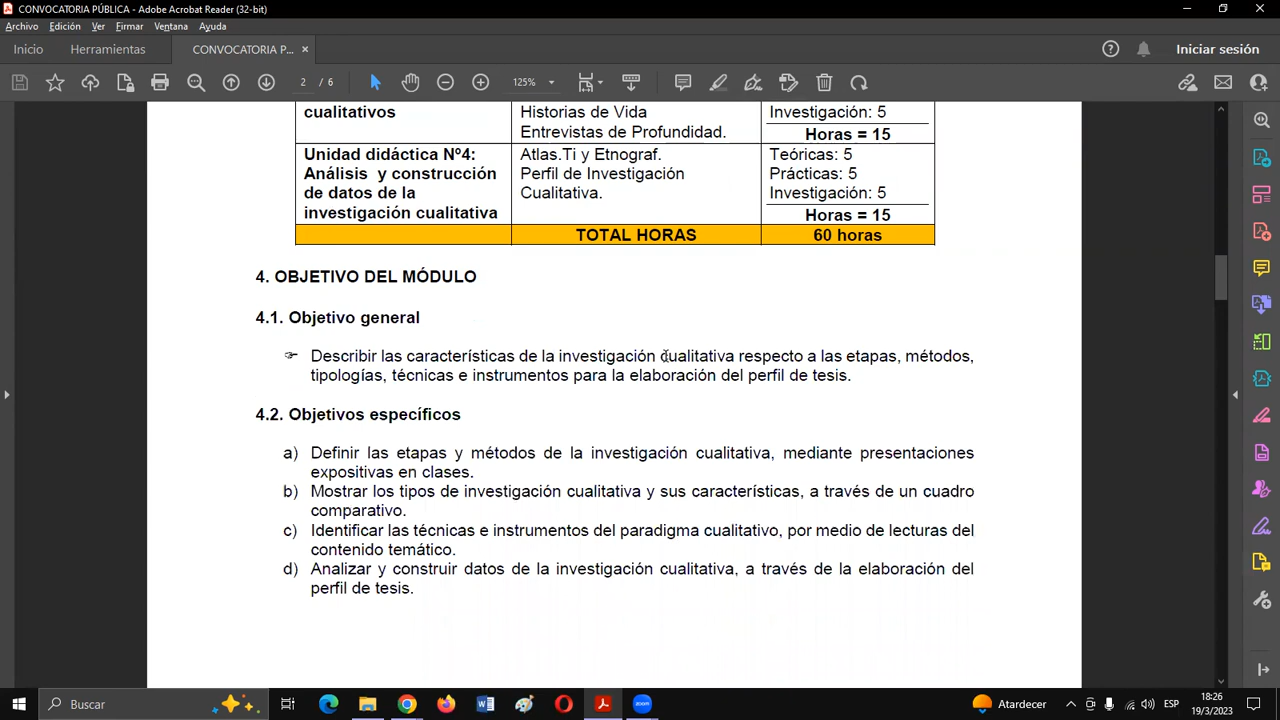 CONVOCATORIA PÚBLICA - Adobe Acrobat Reader (32-bit)
Archivo Edición Ver Firmar Ventana Ayuda
Inicio Herramientas CONVOCATORIA P... × Iniciar sesión
2 / 6 125%
cualitativos Historias de Vida Investigación: 5
Entrevistas de Profundidad. Horas = 15
Unidad didáctica Nº4: Atlas.Ti y Etnograf. Teóricas: 5
Análisis y construcción Perfil de Investigación Prácticas: 5
de datos de la Cualitativa. Investigación: 5
investigación cualitativa Horas = 15
TOTAL HORAS 60 horas
4. OBJETIVO DEL MÓDULO
4.1. Objetivo general
☞ Describir las características de la investigación cualitativa respecto a las etapas, métodos,
tipologías, técnicas e instrumentos para la elaboración del perfil de tesis.
4.2. Objetivos específicos
a) Definir las etapas y métodos de la investigación cualitativa, mediante presentaciones
expositivas en clases.
b) Mostrar los tipos de investigación cualitativa y sus características, a través de un cuadro
comparativo.
c) Identificar las técnicas e instrumentos del paradigma cualitativo, por medio de lecturas del
contenido temático.
d) Analizar y construir datos de la investigación cualitativa, a través de la elaboración del
perfil de tesis.
Buscar zoom Atardecer ESP 18:26
19/3/2023